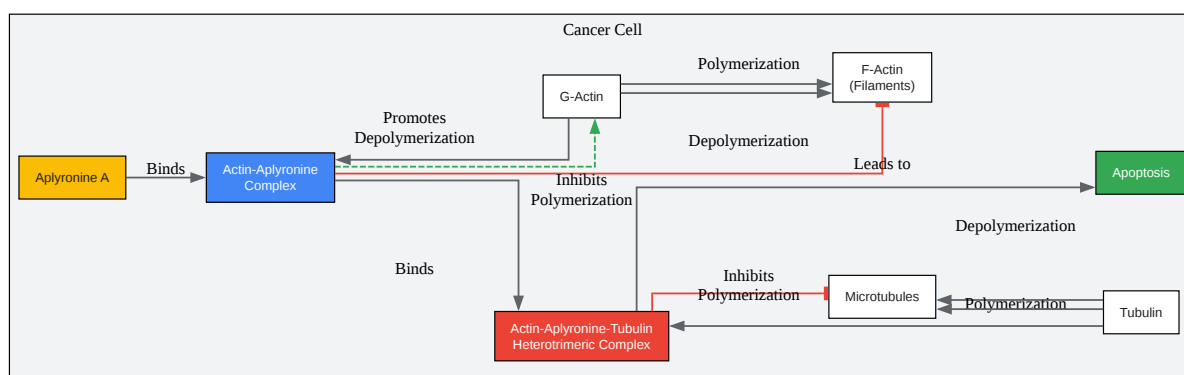 Cancer Cell
Polymerization
F-Actin
(Filaments)
G-Actin
Promotes
Depolymerization
Depolymerization
Aplyronine A
Binds
Actin-Aplyronine
Complex
Leads to
Apoptosis
Inhibits
Polymerization
Depolymerization
Binds
Inhibits
Polymerization
Microtubules
Polymerization
Tubulin
Actin-Aplyronine-Tubulin
Heterotrimeric Complex